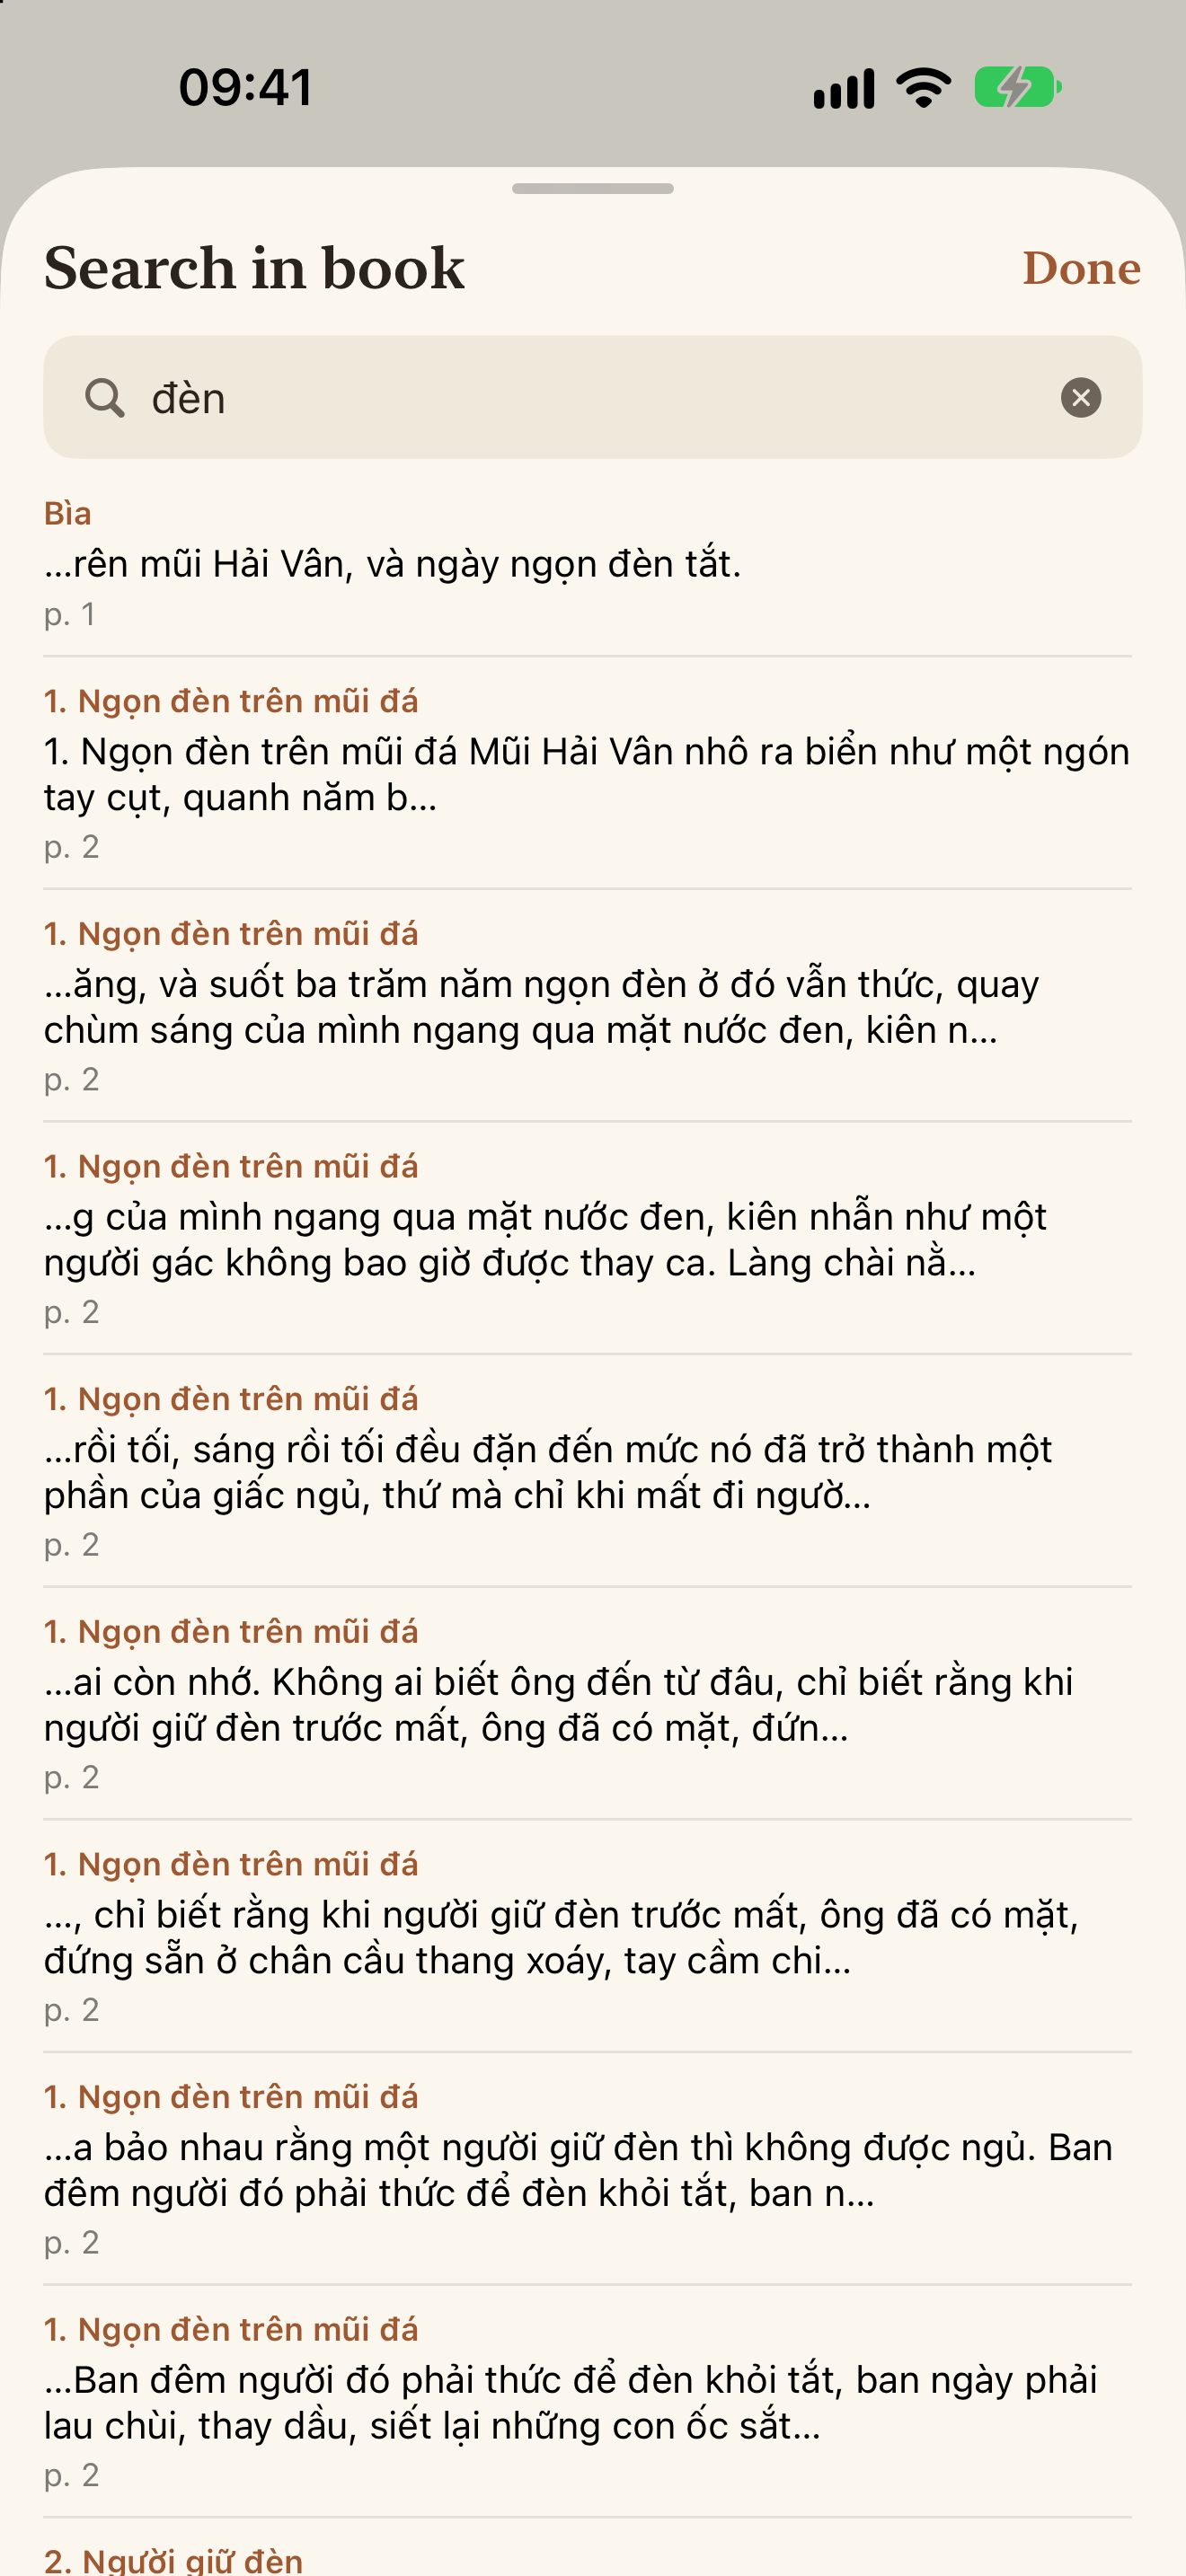 09:41
Search in book
Done
đèn
Bìa
...rên mũi Hải Vân, và ngày ngọn đèn tắt.
p. 1
1. Ngọn đèn trên mũi đá
1. Ngọn đèn trên mũi đá Mũi Hải Vân nhô ra biển như một ngón
tay cụt, quanh năm b...
p. 2
1. Ngọn đèn trên mũi đá
...ăng, và suốt ba trăm năm ngọn đèn ở đó vẫn thức, quay
chùm sáng của mình ngang qua mặt nước đen, kiên n...
p. 2
1. Ngọn đèn trên mũi đá
...g của mình ngang qua mặt nước đen, kiên nhẫn như một
người gác không bao giờ được thay ca. Làng chài nằ...
p. 2
1. Ngọn đèn trên mũi đá
...rồi tối, sáng rồi tối đều đặn đến mức nó đã trở thành một
phần của giấc ngủ, thứ mà chỉ khi mất đi ngườ...
p. 2
1. Ngọn đèn trên mũi đá
...ai còn nhớ. Không ai biết ông đến từ đâu, chỉ biết rằng khi
người giữ đèn trước mất, ông đã có mặt, đứn...
p. 2
1. Ngọn đèn trên mũi đá
..., chỉ biết rằng khi người giữ đèn trước mất, ông đã có mặt,
đứng sẵn ở chân cầu thang xoáy, tay cầm chi...
p. 2
1. Ngọn đèn trên mũi đá
...a bảo nhau rằng một người giữ đèn thì không được ngủ. Ban
đêm người đó phải thức để đèn khỏi tắt, ban n...
p. 2
1. Ngọn đèn trên mũi đá
...Ban đêm người đó phải thức để đèn khỏi tắt, ban ngày phải
lau chùi, thay dầu, siết lại những con ốc sắt...
p. 2
2. Người giữ đèn